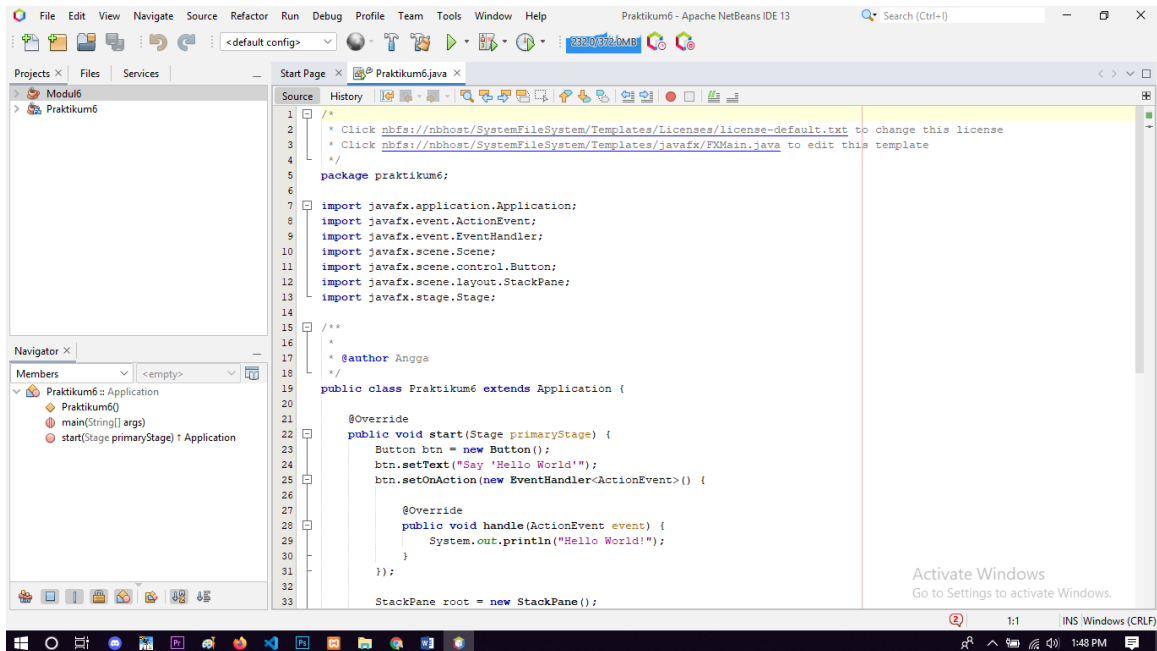 File Edit View Navigate Source Refactor Run Debug Profile Team Tools Window Help Praktikum6 - Apache NetBeans IDE 13 Search (Ctrl+I)
<default config> 232.0/372.0MB
Projects Files Services
Start Page Praktikum6.java
Modul6
Praktikum6
Source History
1 /*
2 * Click nbfs://nbhost/SystemFileSystem/Templates/Licenses/license-default.txt to change this license
3 * Click nbfs://nbhost/SystemFileSystem/Templates/javafx/FXMain.java to edit this template
4 */
5 package praktikum6;
6
7 import javafx.application.Application;
8 import javafx.event.ActionEvent;
9 import javafx.event.EventHandler;
10 import javafx.scene.Scene;
11 import javafx.scene.control.Button;
12 import javafx.scene.layout.StackPane;
13 import javafx.stage.Stage;
14
15 /**
16 *
17 * @author Angga
18 */
19 public class Praktikum6 extends Application {
20
21 @Override
22 public void start(Stage primaryStage) {
23 Button btn = new Button();
24 btn.setText("Say 'Hello World'");
25 btn.setOnAction(new EventHandler<ActionEvent>() {
26
27 @Override
28 public void handle(ActionEvent event) {
29 System.out.println("Hello World!");
30 }
31 });
32
33 StackPane root = new StackPane();
Navigator
Members <empty>
Praktikum6 :: Application
Praktikum6()
main(String[] args)
start(Stage primaryStage) ↑ Application
Activate Windows
Go to Settings to activate Windows.
2 1:1 INS Windows (CRLF)
Pr Ps 1:48 PM